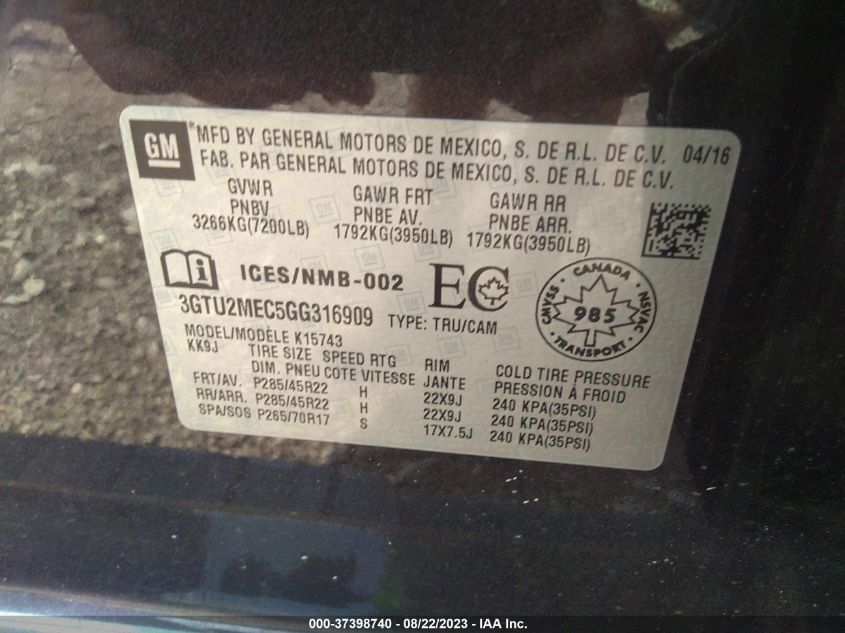 GM
*MFD BY GENERAL MOTORS DE MEXICO, S. DE R.L. DE C.V. 04/16
FAB. PAR GENERAL MOTORS DE MEXICO, S. DE R.L. DE C.V.
GVWR GAWR FRT GAWR RR
PNBV PNBE AV. PNBE ARR.
3266KG(7200LB) 1792KG(3950LB) 1792KG(3950LB)
i ICES/NMB-002 EC
3GTU2MEC5GG316909 TYPE: TRU/CAM
CANADA
CMVSS 985 NSVAC
TRANSPORT
MODEL/MODÈLE K15743
KK9J TIRE SIZE SPEED RTG RIM COLD TIRE PRESSURE
DIM. PNEU COTE VITESSE JANTE PRESSION À FROID
FRT/AV. P285/45R22 H 22X9J 240 KPA(35PSI)
RR/ARR. P285/45R22 H 22X9J 240 KPA(35PSI)
SPA/SOS P265/70R17 S 17X7.5J 240 KPA(35PSI)
000-37398740 - 08/22/2023 - IAA Inc.